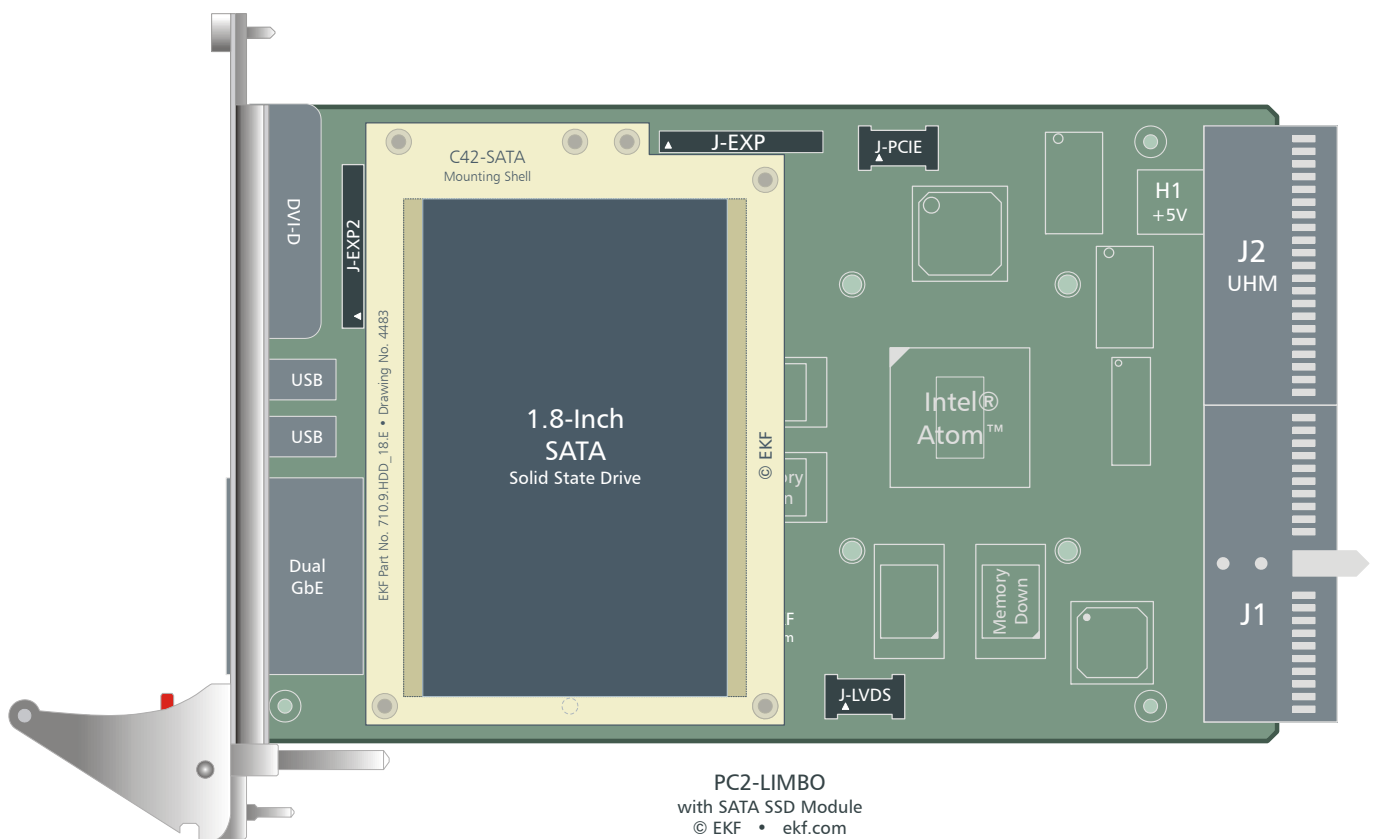 C42-SATA
Mounting Shell
J-EXP
J-PCIE
H1
+5V
J2
UHM
DVI-D
J-EXP2
EKF Part No. 710.9.HDD_18.E • Drawing No. 4483
USB
USB
1.8-Inch
SATA
Solid State Drive
© EKF
Intel®
Atom™
Dual
GbE
Memory
Down
J1
J-LVDS
PC2-LIMBO
with SATA SSD Module
© EKF • ekf.com